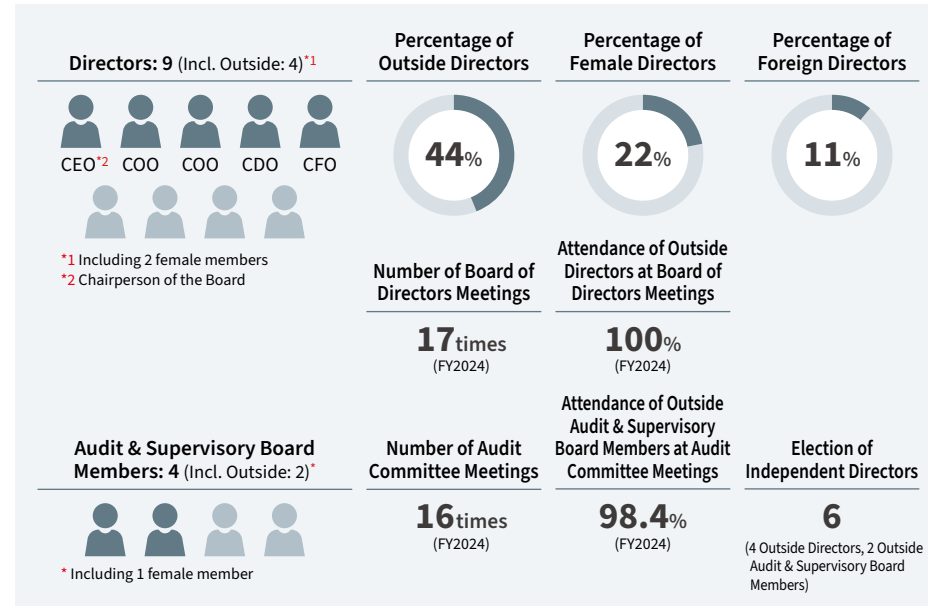 Directors: 9 (Incl. Outside: 4)*1
CEO*2 COO COO CDO CFO
*1 Including 2 female members
*2 Chairperson of the Board
Percentage of
Outside Directors
44%
Percentage of
Female Directors
22%
Percentage of
Foreign Directors
11%
Number of Board of
Directors Meetings
17times
(FY2024)
Attendance of Outside
Directors at Board of
Directors Meetings
100%
(FY2024)
Audit & Supervisory Board
Members: 4 (Incl. Outside: 2)*
* Including 1 female member
Number of Audit
Committee Meetings
16times
(FY2024)
Attendance of Outside
Audit & Supervisory
Board Members at Audit
Committee Meetings
98.4%
(FY2024)
Election of
Independent Directors
6
(4 Outside Directors, 2 Outside
Audit & Supervisory Board
Members)